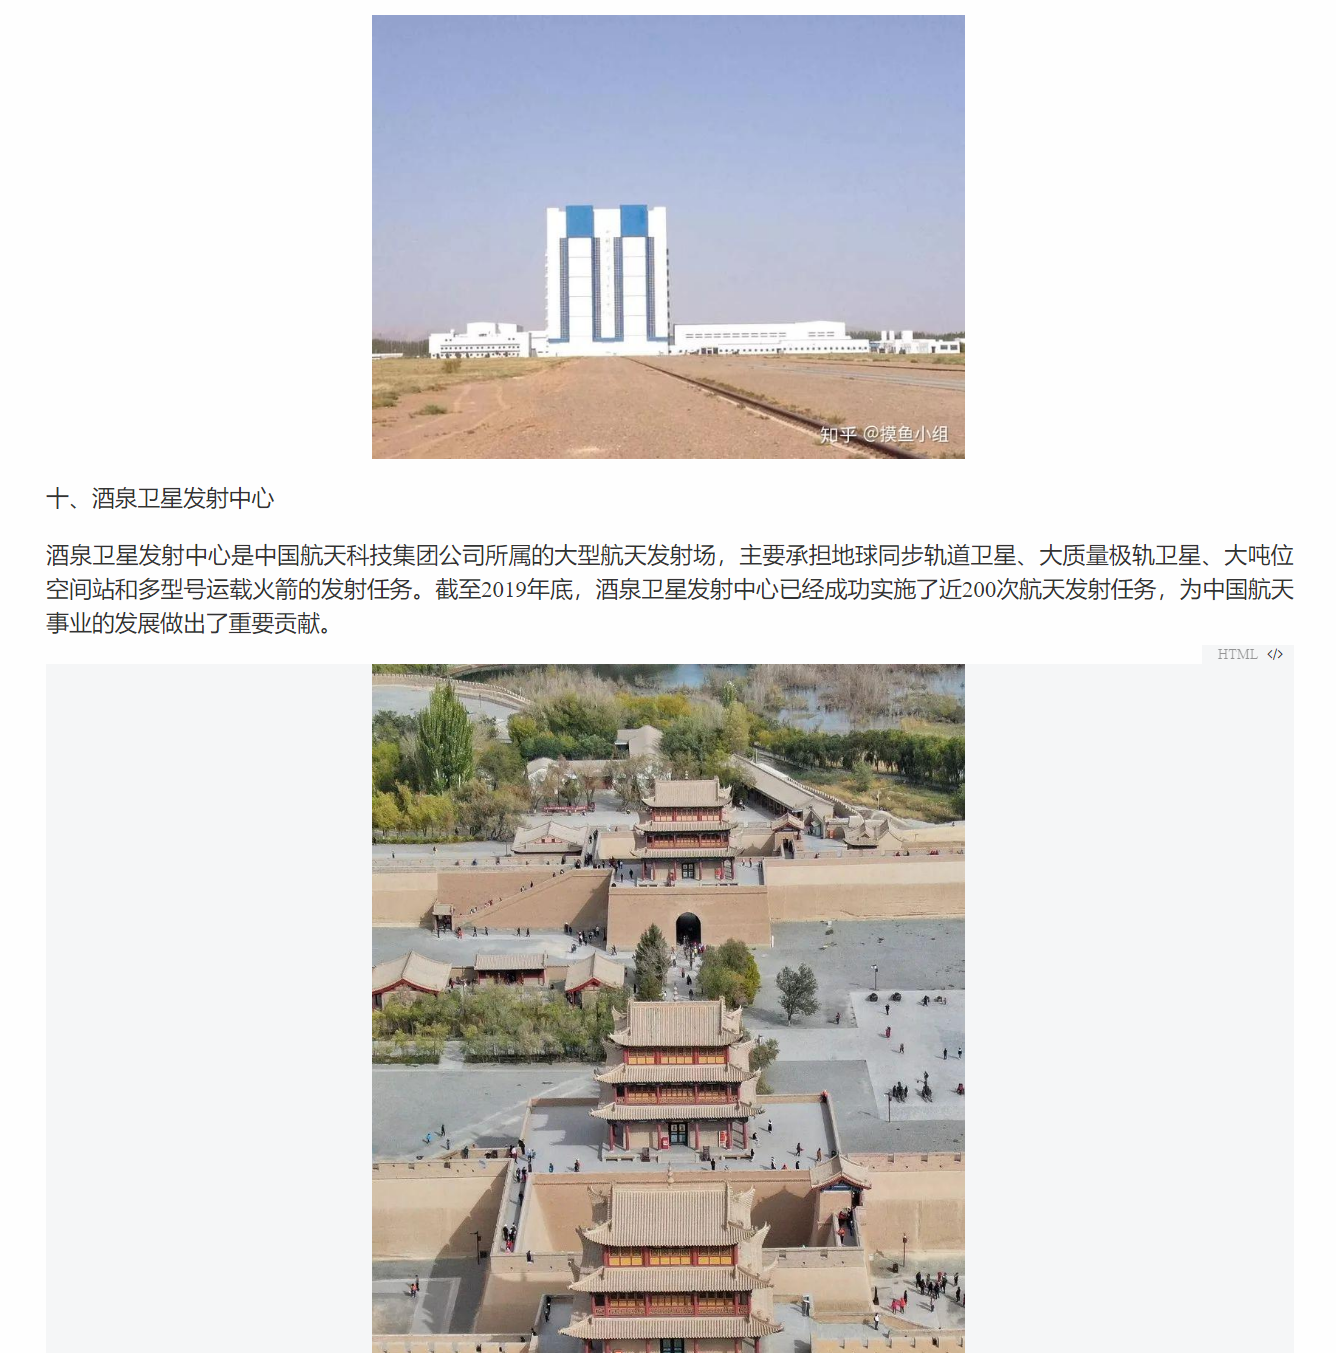 知乎 @摸鱼小组
十、酒泉卫星发射中心
酒泉卫星发射中心是中国航天科技集团公司所属的大型航天发射场，主要承担地球同步轨道卫星、大质量极轨卫星、大吨位
空间站和多型号运载火箭的发射任务。截至2019年底，酒泉卫星发射中心已经成功实施了近200次航天发射任务，为中国航天
事业的发展做出了重要贡献。
HTML </>